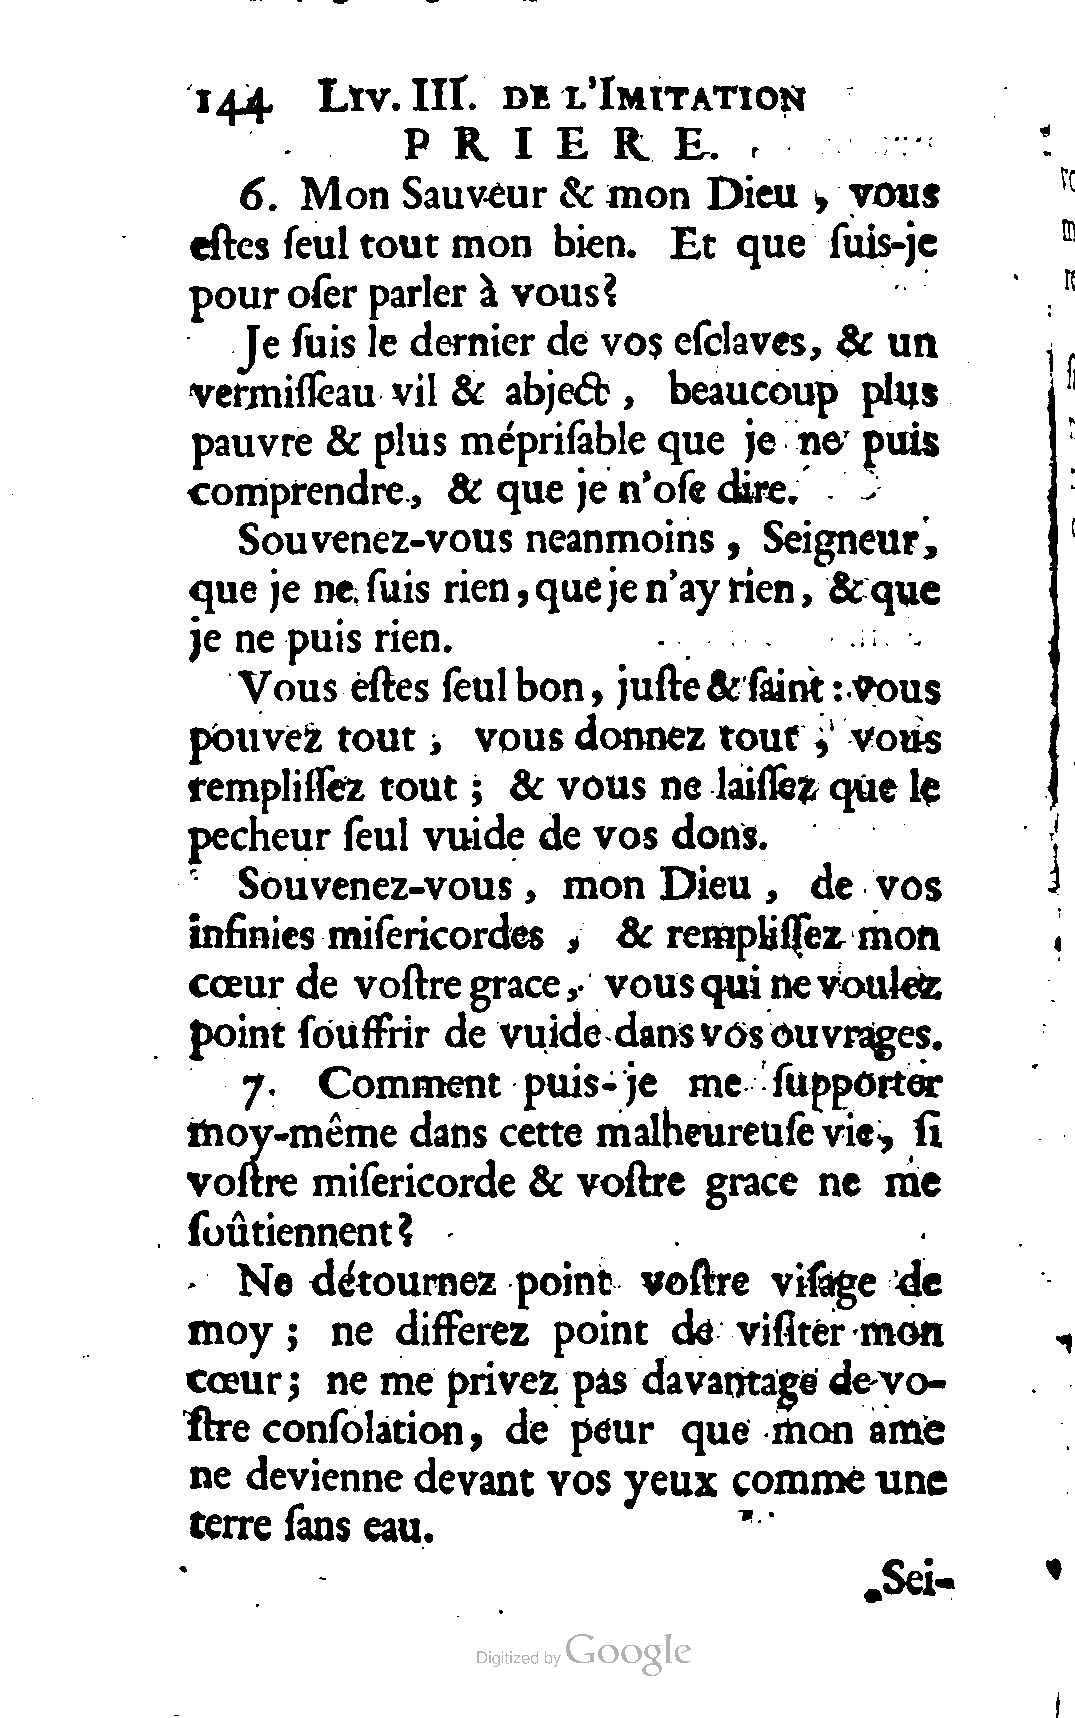 144 Liv. III. DE L'IMITATION
PRIERE.
6. Mon Sauveur & mon Dieu, vous
eſtes ſeul tout mon bien. Et que ſuis-je
pour oſer parler à vous?
Je ſuis le dernier de vos eſclaves, & un
vermiſſeau vil & abject, beaucoup plus
pauvre & plus mépriſable que je ne puis
comprendre, & que je n'oſe dire.
Souvenez-vous neanmoins, Seigneur,
que je ne ſuis rien, que je n'ay rien, & que
je ne puis rien.
Vous eſtes ſeul bon, juſte & ſaint : vous
pouvez tout ; vous donnez tout ; vous
rempliſſez tout ; & vous ne laiſſez que le
pecheur ſeul vuide de vos dons.
Souvenez-vous, mon Dieu, de vos
infinies miſericordes, & rempliſſez mon
cœur de voſtre grace, vous qui ne voulez
point ſouffrir de vuide dans vos ouvrages.
7. Comment puis-je me ſupporter
moy-même dans cette malheureuſe vie, ſi
voſtre miſericorde & voſtre grace ne me
ſoûtiennent?
Ne détournez point voſtre viſage de
moy ; ne differez point de viſiter mon
cœur; ne me privez pas davantage de vo-
ſtre conſolation, de peur que mon ame
ne devienne devant vos yeux comme une
terre ſans eau.
Sei-
Digitized by Google